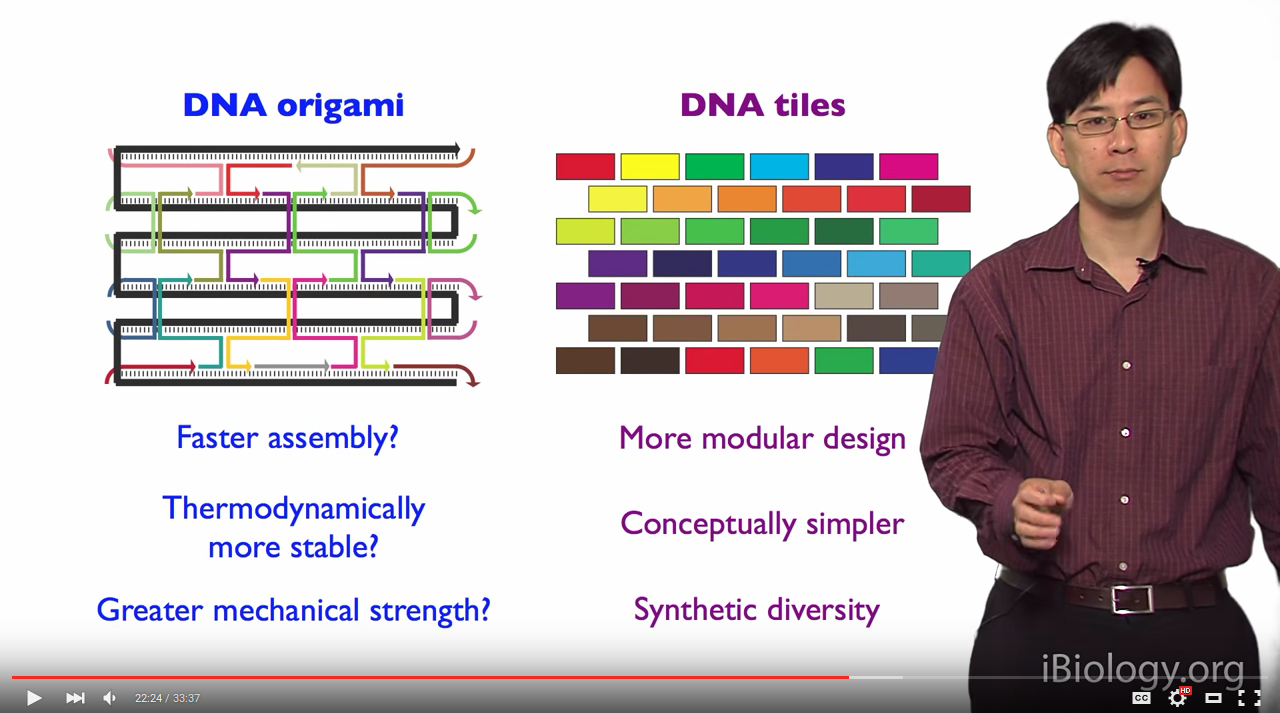 DNA origami
DNA tiles
Faster assembly?
More modular design
Thermodynamically
more stable?
Conceptually simpler
Greater mechanical strength?
Synthetic diversity
iBiology.org
22:24 / 33:37
CC
HD